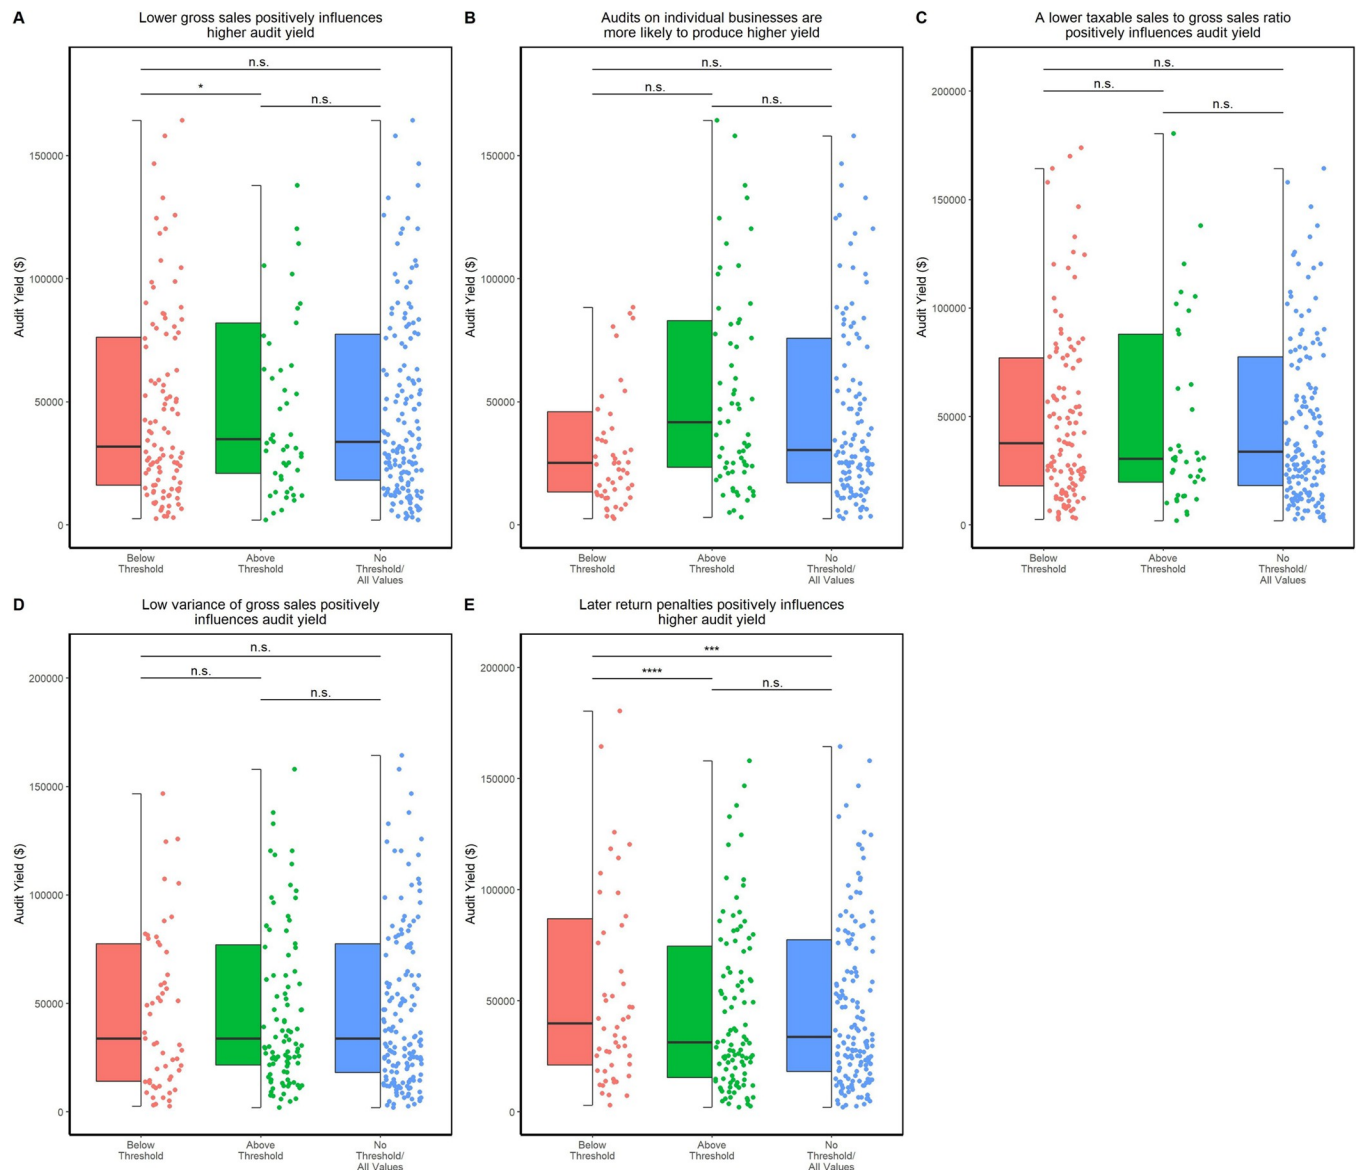 A
Lower gross sales positively influences
higher audit yield
n.s.
*
n.s.
150000
100000
50000
0
Audit Yield ($)
Below
Threshold
Above
Threshold
No
Threshold/
All Values
B
Audits on individual businesses are
more likely to produce higher yield
n.s.
n.s.
n.s.
150000
100000
50000
0
Audit Yield ($)
Below
Threshold
Above
Threshold
No
Threshold/
All Values
C
A lower taxable sales to gross sales ratio
positively influences audit yield
n.s.
n.s.
n.s.
200000
150000
100000
50000
0
Audit Yield ($)
Below
Threshold
Above
Threshold
No
Threshold/
All Values
D
Low variance of gross sales positively
influences audit yield
n.s.
n.s.
n.s.
200000
150000
100000
50000
0
Audit Yield ($)
Below
Threshold
Above
Threshold
No
Threshold/
All Values
E
Later return penalties positively influences
higher audit yield
***
****
n.s.
200000
150000
100000
50000
0
Audit Yield ($)
Below
Threshold
Above
Threshold
No
Threshold/
All Values